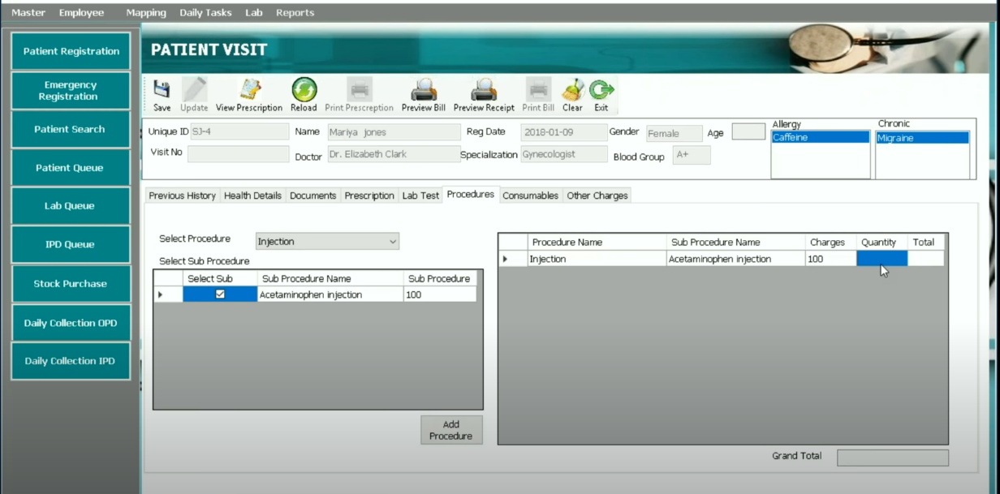 Master Employee Mapping Daily Tasks Lab Reports
Patient Registration
Emergency
Registration
Patient Search
Patient Queue
Lab Queue
IPD Queue
Stock Purchase
Daily Collection OPD
Daily Collection IPD
PATIENT VISIT
Save Update View Prescription Reload Print Prescreption Preview Bill Preview Receipt Print Bill Clear Exit
Unique ID SJ-4 Name Mariya jones Reg Date 2018-01-09 Gender Female Age
Visit No Doctor Dr. Elizabeth Clark Specialization Gynecologist Blood Group A+
Allergy
Caffeine
Chronic
Migraine
Previous History Health Details Documents Prescription Lab Test Procedures Consumables Other Charges
Select Procedure Injection
Select Sub Procedure
Select Sub Sub Procedure Name Sub Procedure
Acetaminophen injection 100
Add
Procedure
Procedure Name Sub Procedure Name Charges Quantity Total
Injection Acetaminophen injection 100
Grand Total